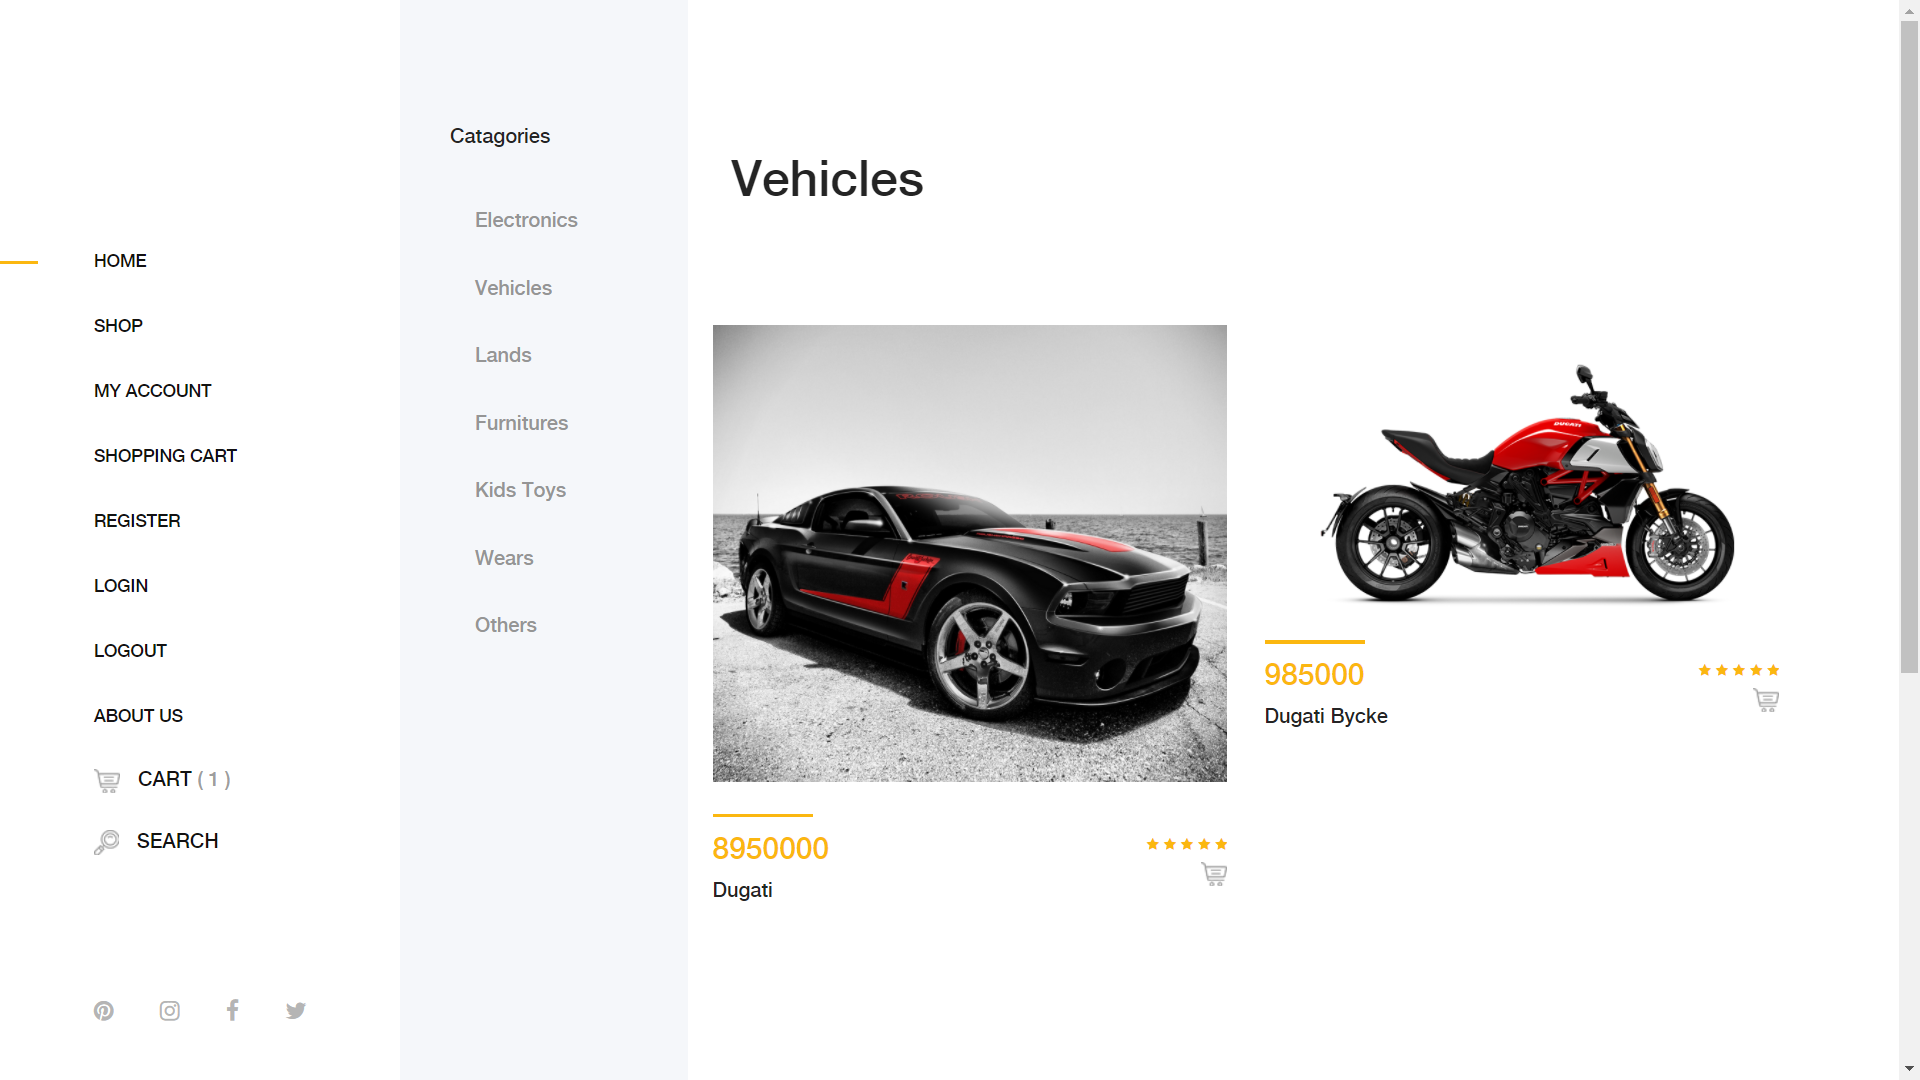 HOME
SHOP
MY ACCOUNT
SHOPPING CART
REGISTER
LOGIN
LOGOUT
ABOUT US
CART ( 1 )
SEARCH
Catagories
Electronics
Vehicles
Lands
Furnitures
Kids Toys
Wears
Others
Vehicles
8950000
Dugati
DUCATI
985000
Dugati Bycke